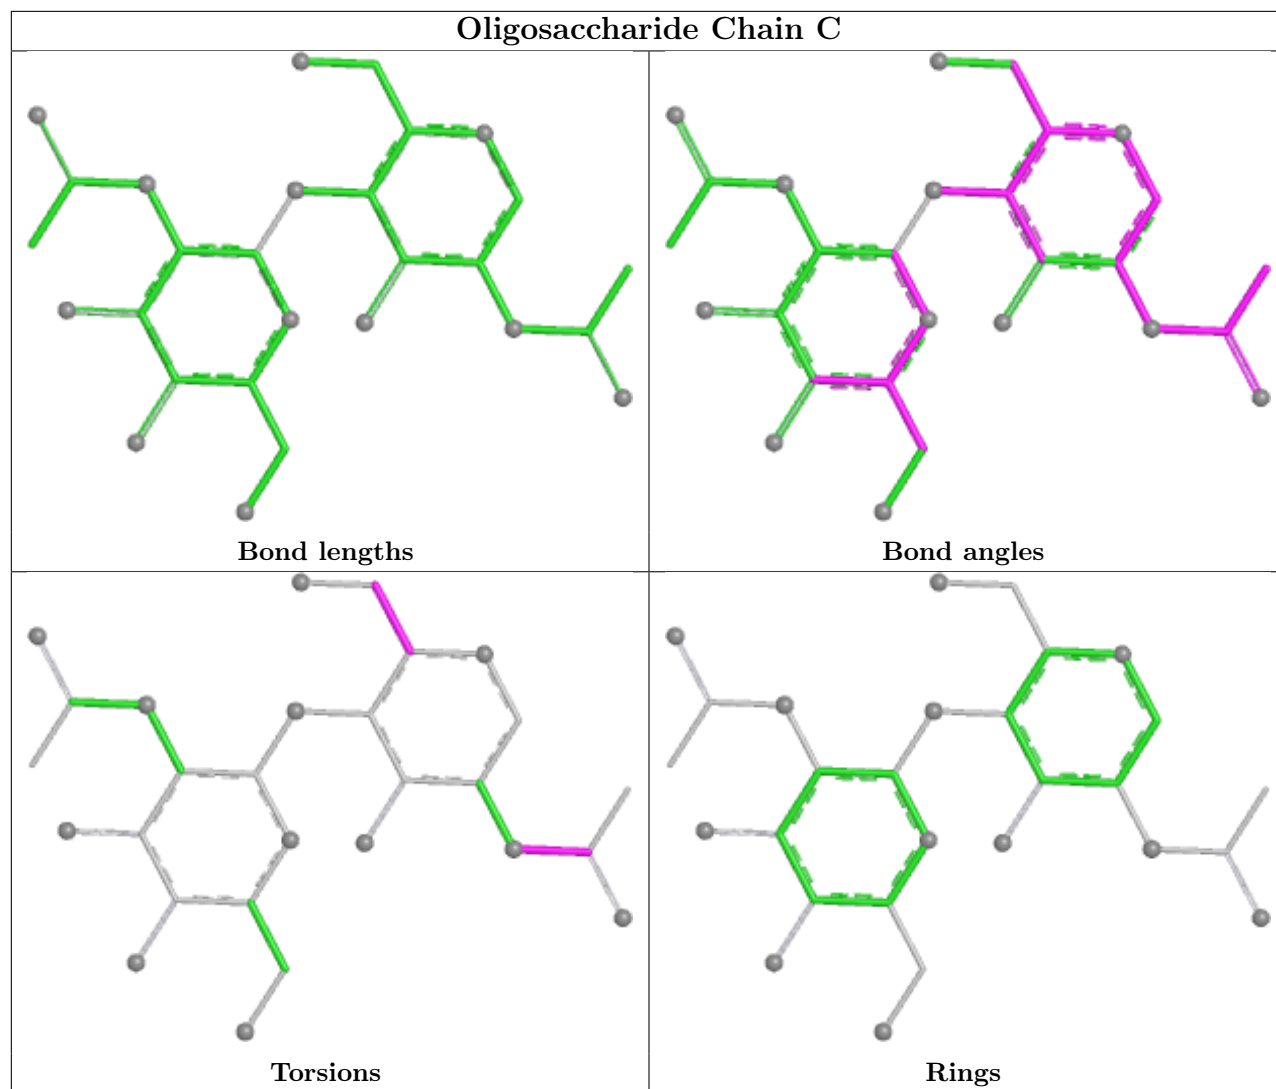 Oligosaccharide Chain C
Bond lengths
Bond angles
Torsions
Rings